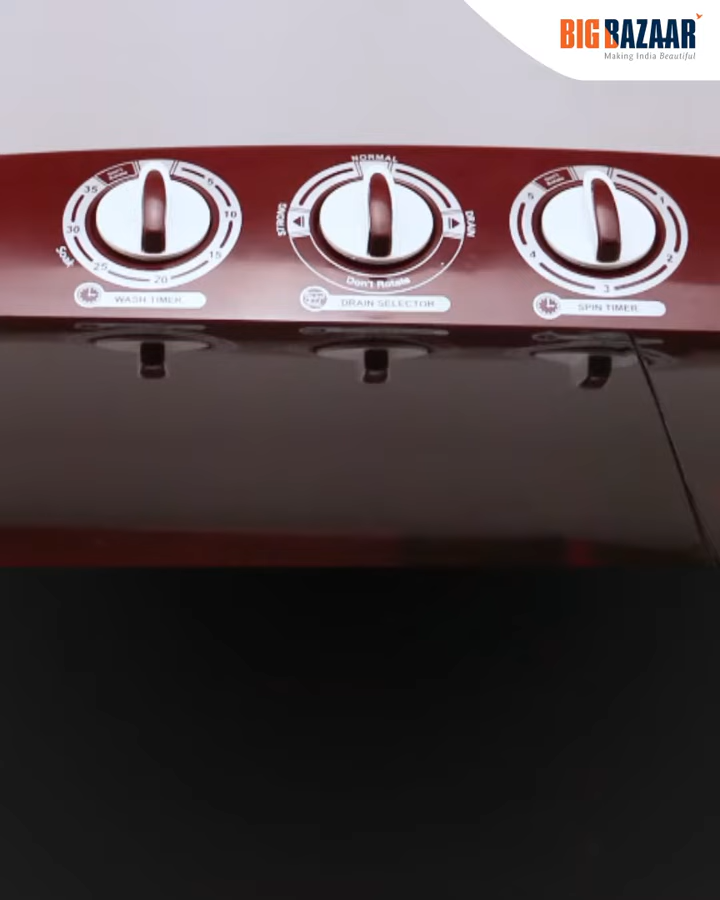 BIG BAZAAR
Making India Beautiful
NORMAL
35
5
10
15
20
25
30
Soak
STRONG
DRAIN
Don't Rotate
1
2
3
4
5
WASH TIMER
DRAIN SELECTOR
SPIN TIMER